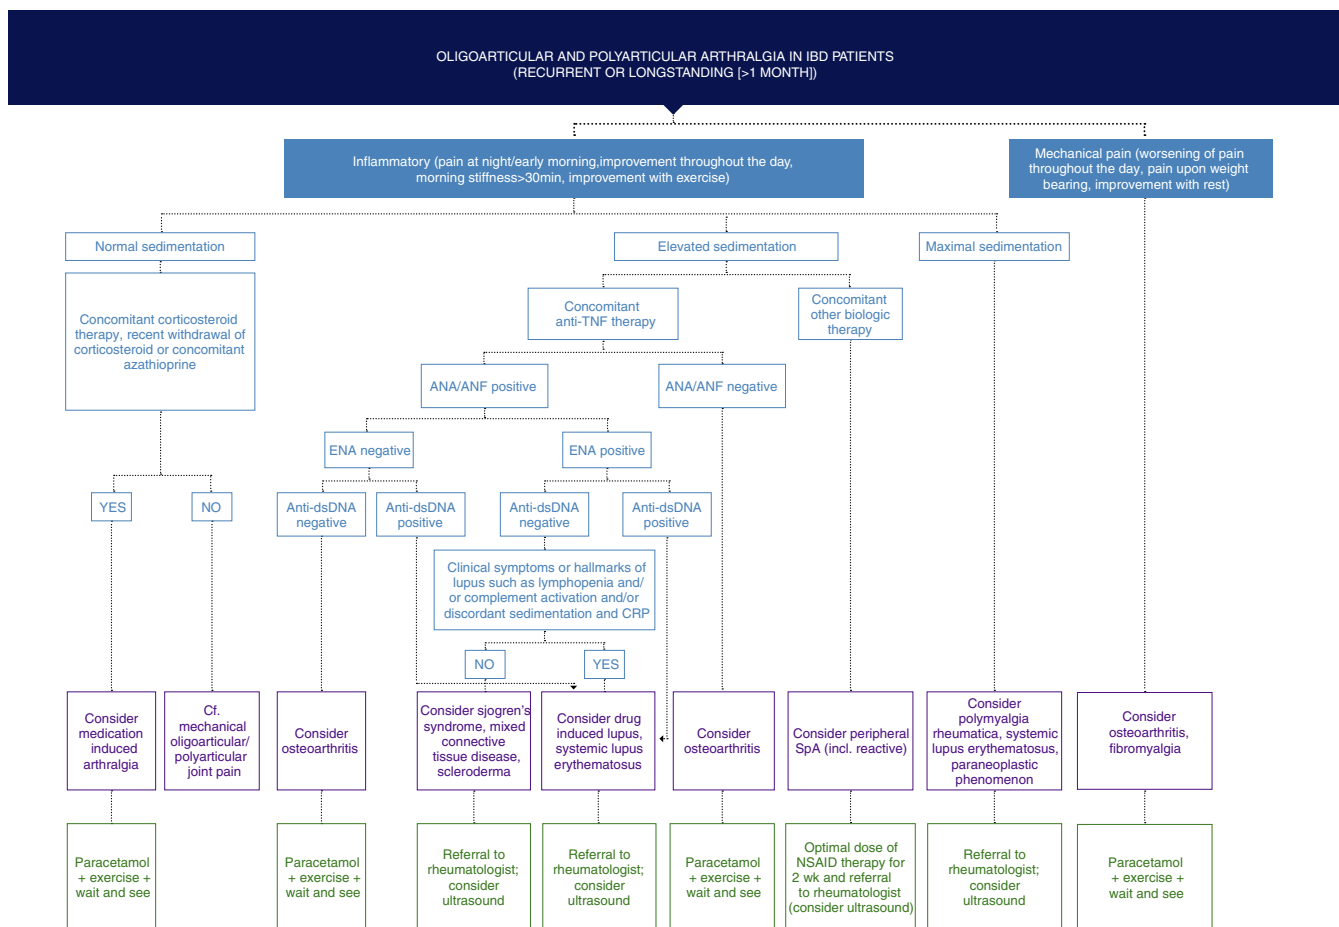 OLIGOARTICULAR AND POLYARTICULAR ARTHRALGIA IN IBD PATIENTS
(RECURRENT OR LONGSTANDING [>1 MONTH])
Inflammatory (pain at night/early morning,improvement throughout the day,
morning stiffness>30min, improvement with exercise)
Mechanical pain (worsening of pain
throughout the day, pain upon weight
bearing, improvement with rest)
Normal sedimentation
Elevated sedimentation
Maximal sedimentation
Concomitant corticosteroid
therapy, recent withdrawal of
corticosteroid or concomitant
azathioprine
Concomitant
anti-TNF therapy
Concomitant
other biologic
therapy
ANA/ANF positive
ANA/ANF negative
ENA negative
ENA positive
YES
NO
Anti-dsDNA
negative
Anti-dsDNA
positive
Anti-dsDNA
negative
Anti-dsDNA
positive
Clinical symptoms or hallmarks of
lupus such as lymphopenia and/
or complement activation and/or
discordant sedimentation and CRP
NO
YES
Consider
medication
induced
arthralgia
Cf.
mechanical
oligoarticular/
polyarticular
joint pain
Consider
osteoarthritis
Consider sjogren's
syndrome, mixed
connective
tissue disease,
scleroderma
Consider drug
induced lupus,
systemic lupus
erythematosus
Consider
osteoarthritis
Consider peripheral
SpA (incl. reactive)
Consider
polymyalgia
rheumatica, systemic
lupus erythematosus,
paraneoplastic
phenomenon
Consider
osteoarthritis,
fibromyalgia
Paracetamol
+ exercise +
wait and see
Paracetamol
+ exercise +
wait and see
Referral to
rheumatologist;
consider
ultrasound
Referral to
rheumatologist;
consider
ultrasound
Paracetamol
+ exercise +
wait and see
Optimal dose of
NSAID therapy for
2 wk and referral
to rheumatologist
(consider ultrasound)
Referral to
rheumatologist;
consider
ultrasound
Paracetamol
+ exercise +
wait and see